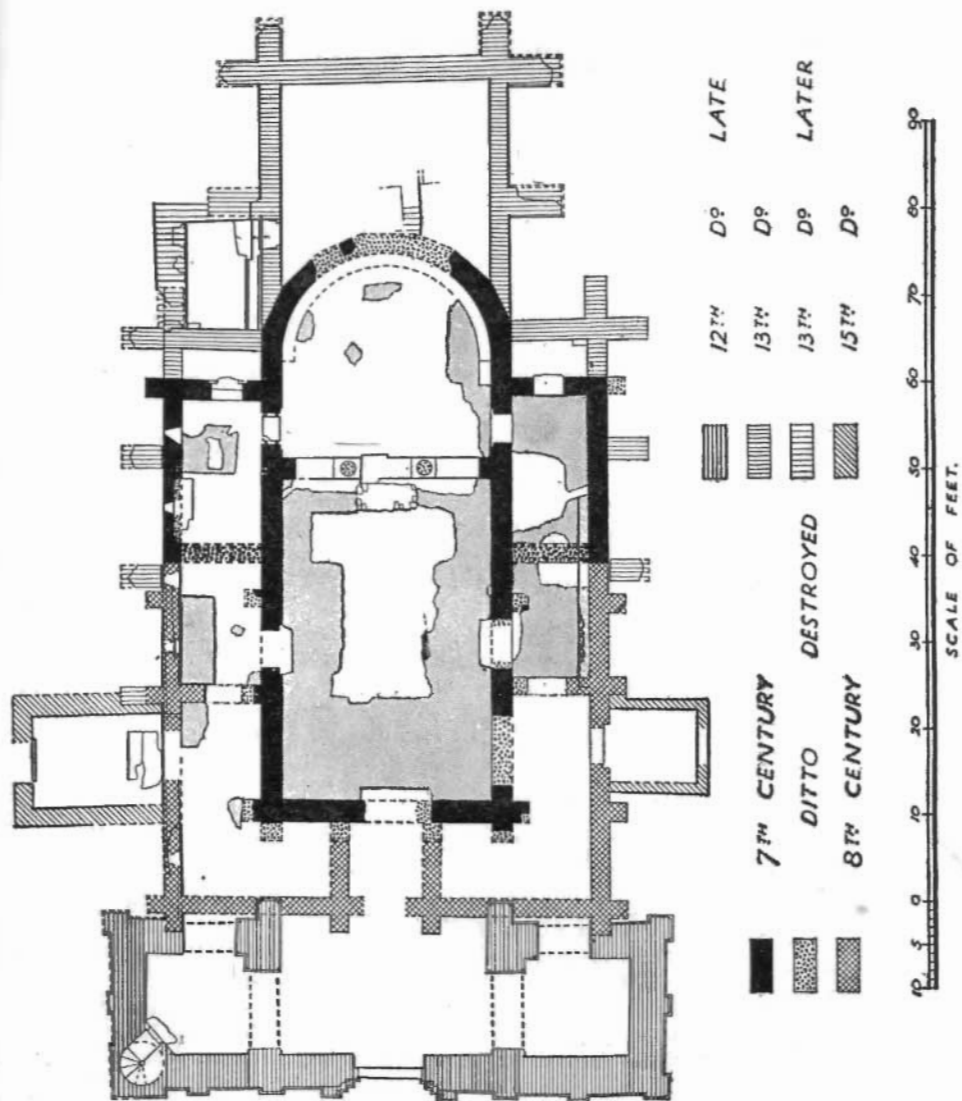 7TH CENTURY
DITTO DESTROYED
8TH CENTURY
12TH Dº LATE
13TH Dº
13TH Dº LATER
15TH Dº
10 5 0 10 20 30 40 50 60 70 80 90
SCALE OF FEET.